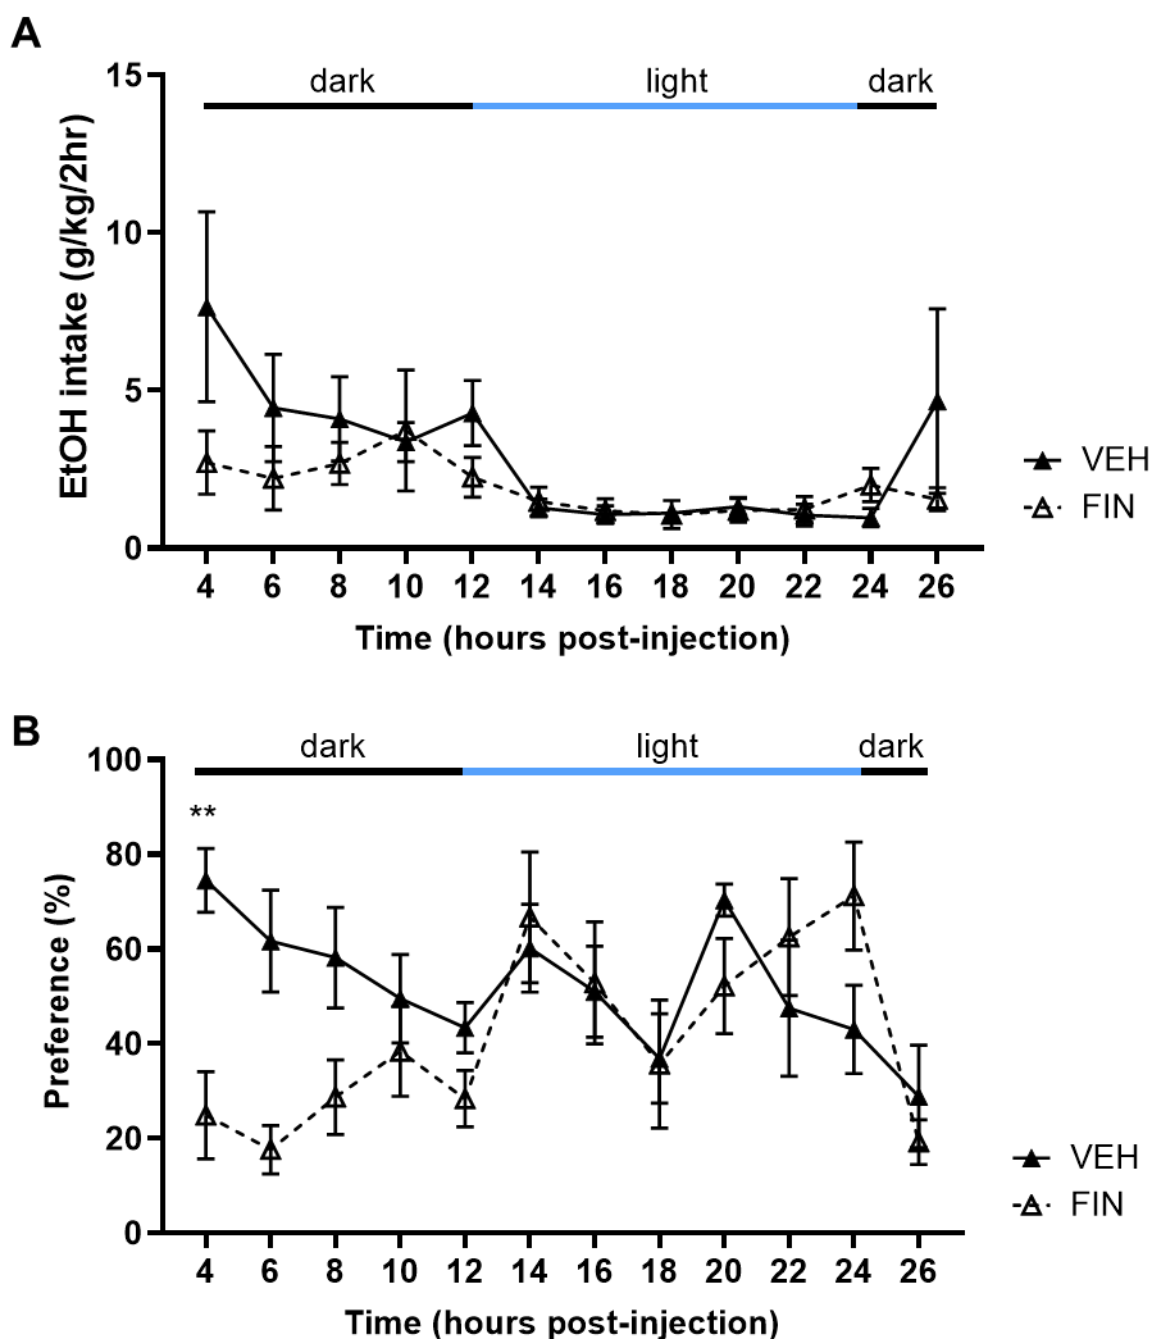 A
dark light dark
15
10
5
0
EtOH intake (g/kg/2hr)
4 6 8 10 12 14 16 18 20 22 24 26
Time (hours post-injection)
VEH
FIN
B
dark light dark
**
100
80
60
40
20
0
Preference (%)
4 6 8 10 12 14 16 18 20 22 24 26
Time (hours post-injection)
VEH
FIN